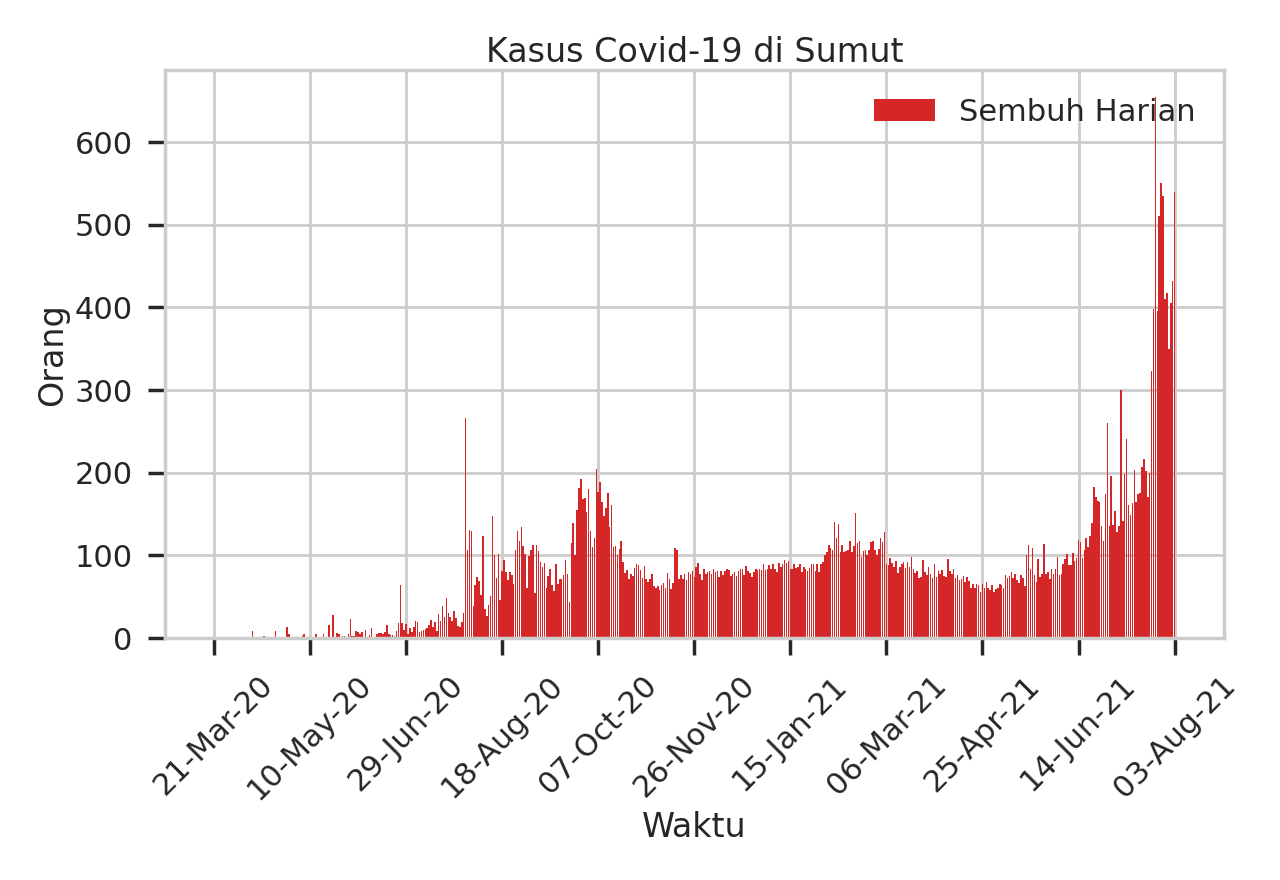 Kasus Covid-19 di Sumut
Sembuh Harian
Orang
600
500
400
300
200
100
0
21-Mar-20
10-May-20
29-Jun-20
18-Aug-20
07-Oct-20
26-Nov-20
15-Jan-21
06-Mar-21
25-Apr-21
14-Jun-21
03-Aug-21
Waktu